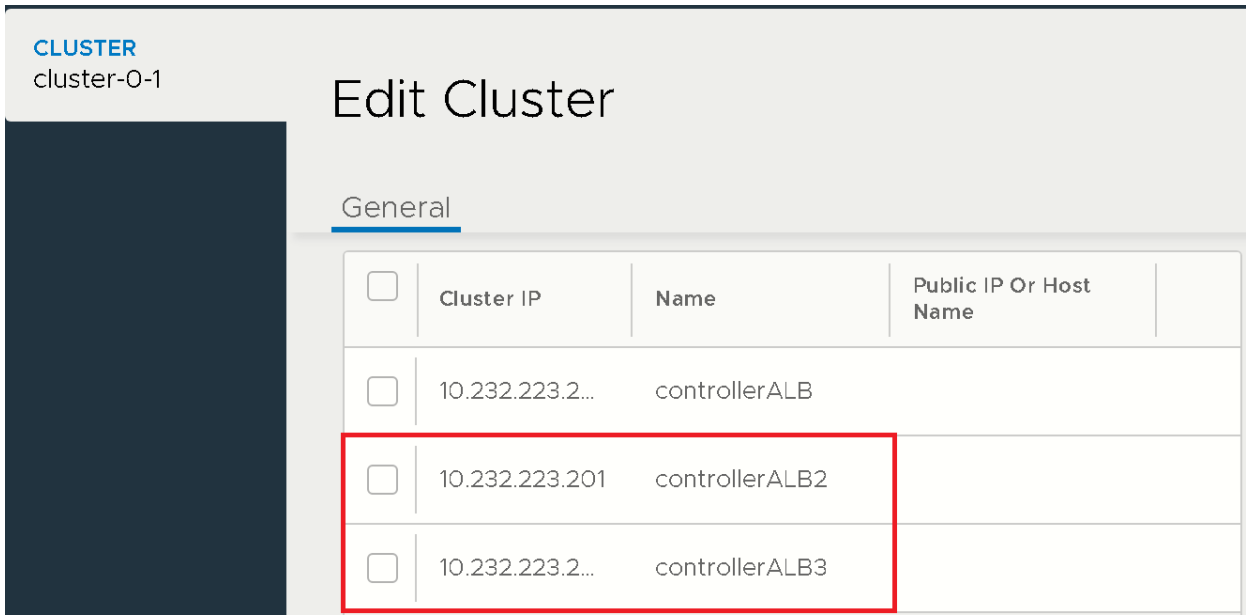 CLUSTER
cluster-0-1
Edit Cluster
General
Cluster IP Name Public IP Or Host Name
10.232.223.2... controllerALB
10.232.223.201 controllerALB2
10.232.223.2... controllerALB3